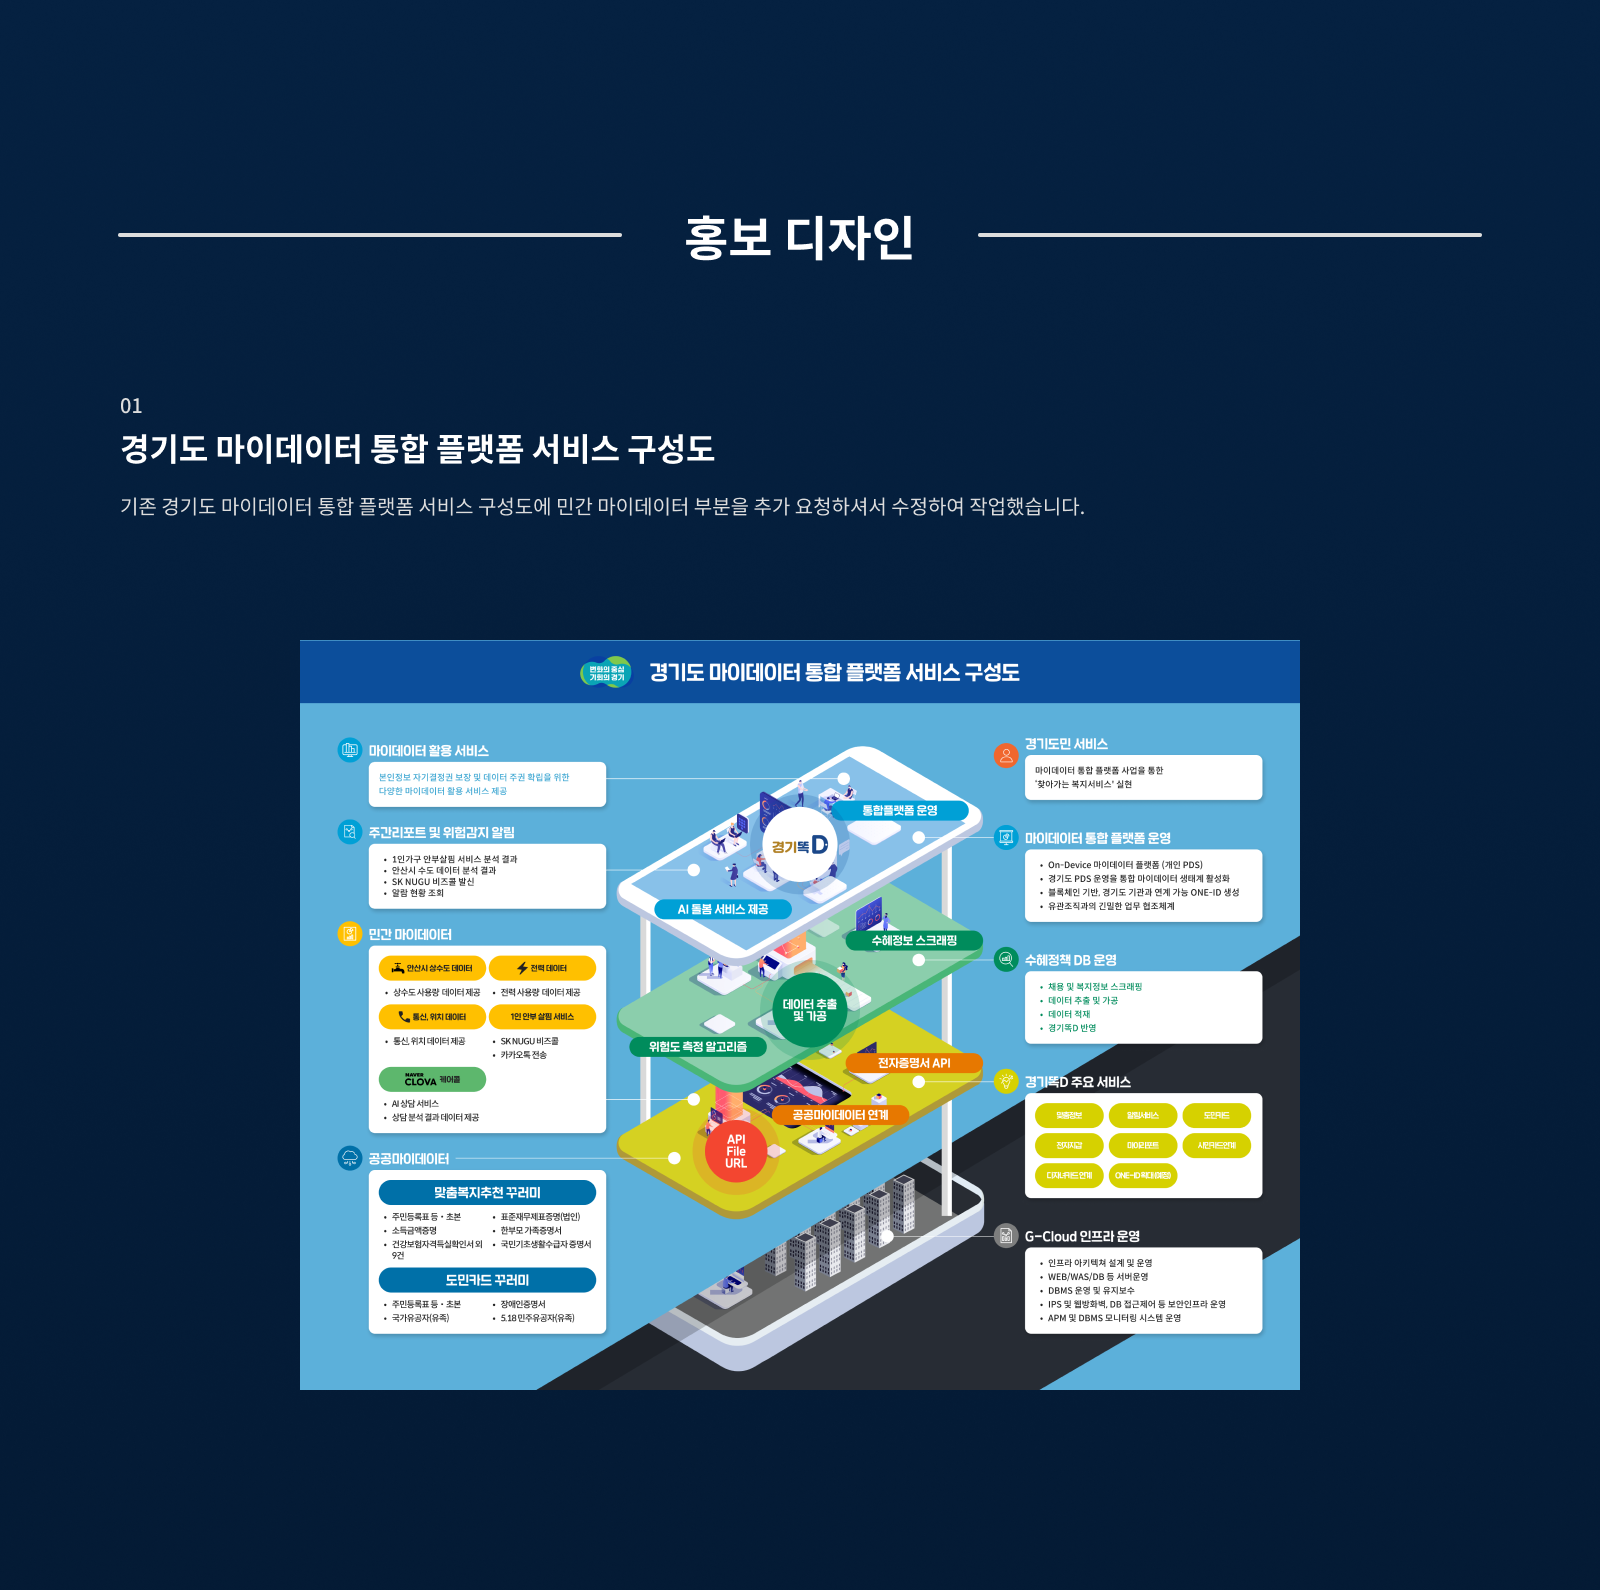 홍보 디자인
01
경기도 마이데이터 통합 플랫폼 서비스 구성도
기존 경기도 마이데이터 통합 플랫폼 서비스 구성도에 민간 마이데이터 부분을 추가 요청하셔서 수정하여 작업했습니다.
변화의 중심
기회의 경기
경기도 마이데이터 통합 플랫폼 서비스 구성도
마이데이터 활용 서비스
본인정보 자기결정권 보장 및 데이터 주권 확립을 위한
다양한 마이데이터 활용 서비스 제공
주간리포트 및 위험감지 알림
• 1인가구 안부살핌 서비스 분석 결과
• 안산시 수도 데이터 분석 결과
• SK NUGU 비즈콜 발신
• 알람 현황 조회
민간 마이데이터
안산시 상수도 데이터
전력 데이터
• 상수도 사용량 데이터 제공
• 전력 사용량 데이터 제공
통신, 위치 데이터
1인 안부 살핌 서비스
• 통신, 위치 데이터 제공
• SK NUGU 비즈콜
• 카카오톡 전송
NAVER
CLOVA 케어콜
• AI 상담 서비스
• 상담 분석 결과 데이터 제공
공공마이데이터
맞춤복지추천 꾸러미
• 주민등록표 등・초본
• 소득금액증명
• 건강보험자격득실확인서 외
9건
• 표준재무제표증명(법인)
• 한부모 가족증명서
• 국민기초생활수급자 증명서
도민카드 꾸러미
• 주민등록표 등・초본
• 국가유공자(유족)
• 장애인증명서
• 5.18 민주유공자(유족)
통합플랫폼 운영
경기똑D
AI 돌봄 서비스 제공
수혜정보 스크래핑
데이터 추출
및 가공
위험도 측정 알고리즘
전자증명서 API
공공마이데이터 연계
API
File
URL
경기도민 서비스
마이데이터 통합 플랫폼 사업을 통한
'찾아가는 복지서비스' 실현
마이데이터 통합 플랫폼 운영
• On-Device 마이데이터 플랫폼 (개인 PDS)
• 경기도 PDS 운영을 통합 마이데이터 생태계 활성화
• 블록체인 기반, 경기도 기관과 연계 가능 ONE-ID 생성
• 유관조직과의 긴밀한 업무 협조체계
수혜정책 DB 운영
• 채용 및 복지정보 스크래핑
• 데이터 추출 및 가공
• 데이터 적재
• 경기똑D 반영
경기똑D 주요 서비스
맞춤정보
알림서비스
도민카드
전자지갑
마이리포트
시민카드연계
다자녀카드 연계
ONE-ID 확대(예정)
G-Cloud 인프라 운영
• 인프라 아키텍쳐 설계 및 운영
• WEB/WAS/DB 등 서버운영
• DBMS 운영 및 유지보수
• IPS 및 웹방화벽, DB 접근제어 등 보안인프라 운영
• APM 및 DBMS 모니터링 시스템 운영